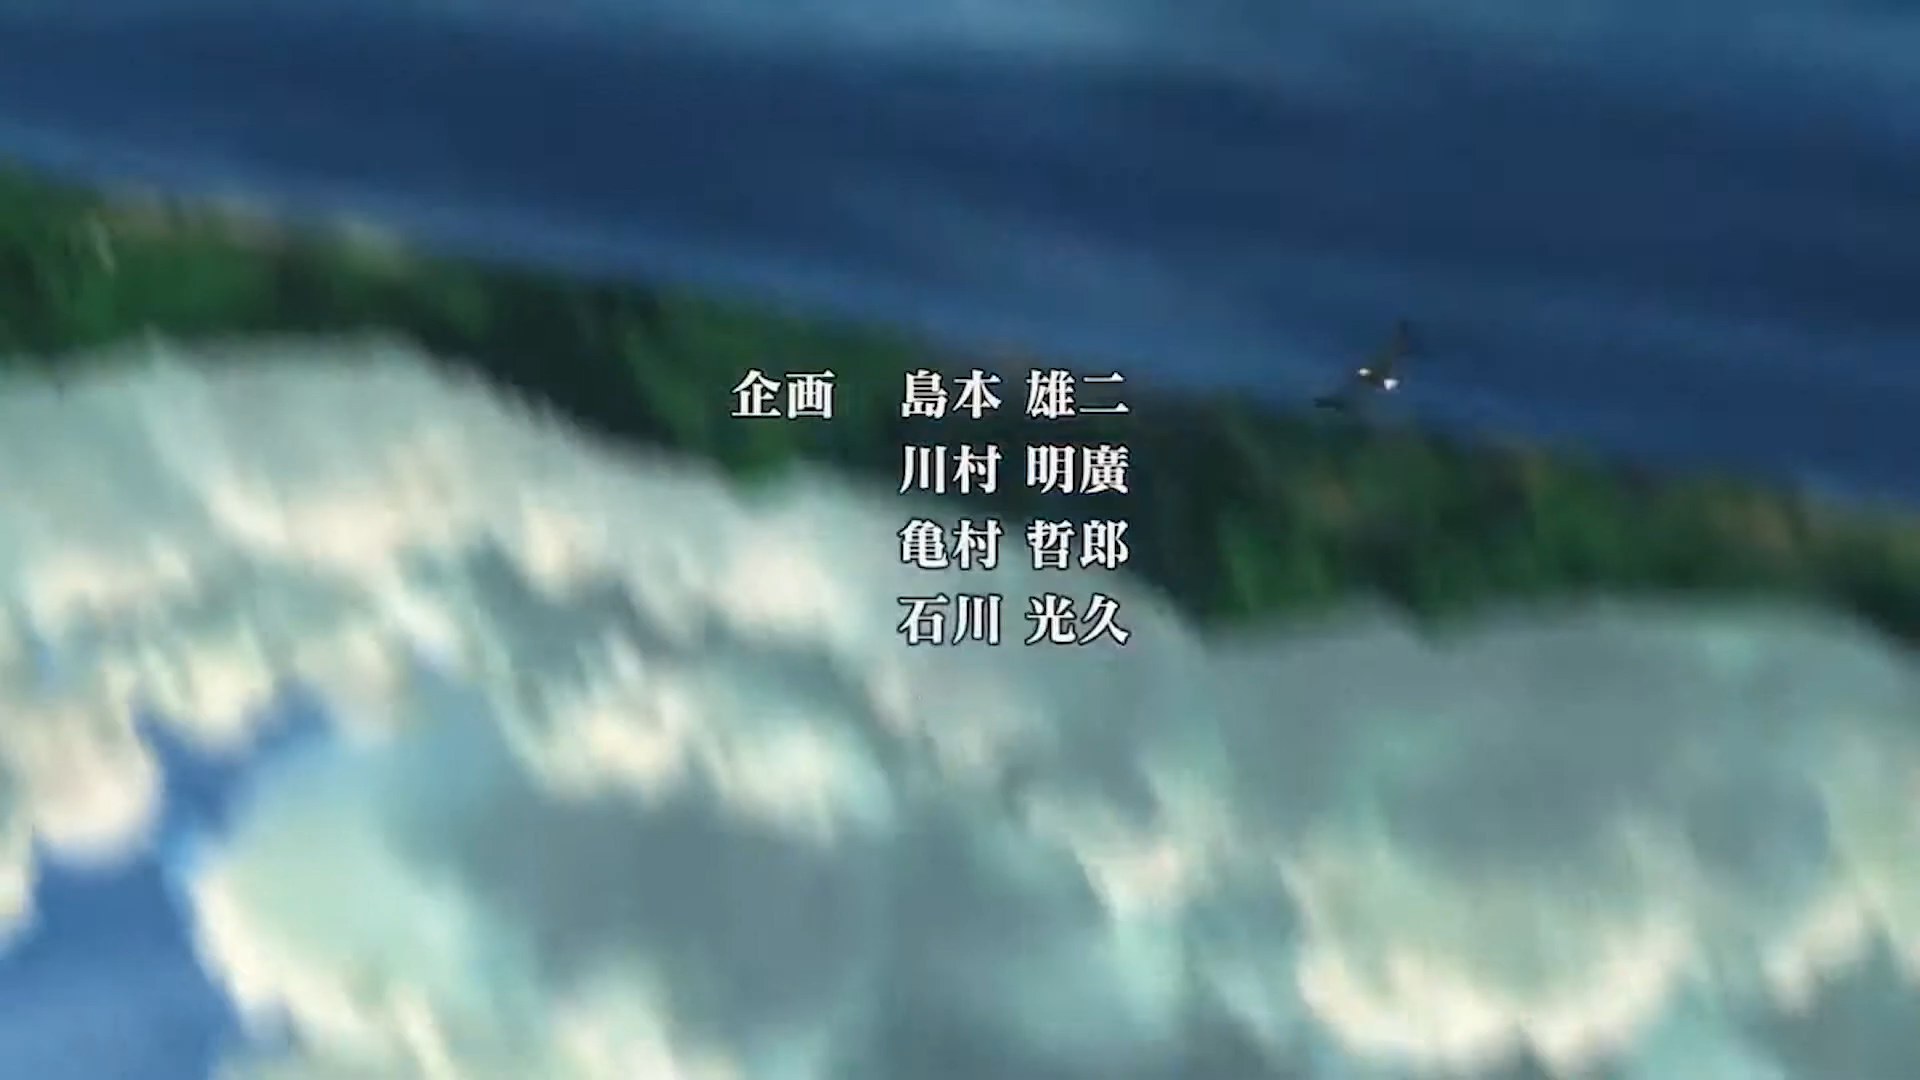 企画 島本 雄二
川村 明廣
亀村 哲郎
石川 光久